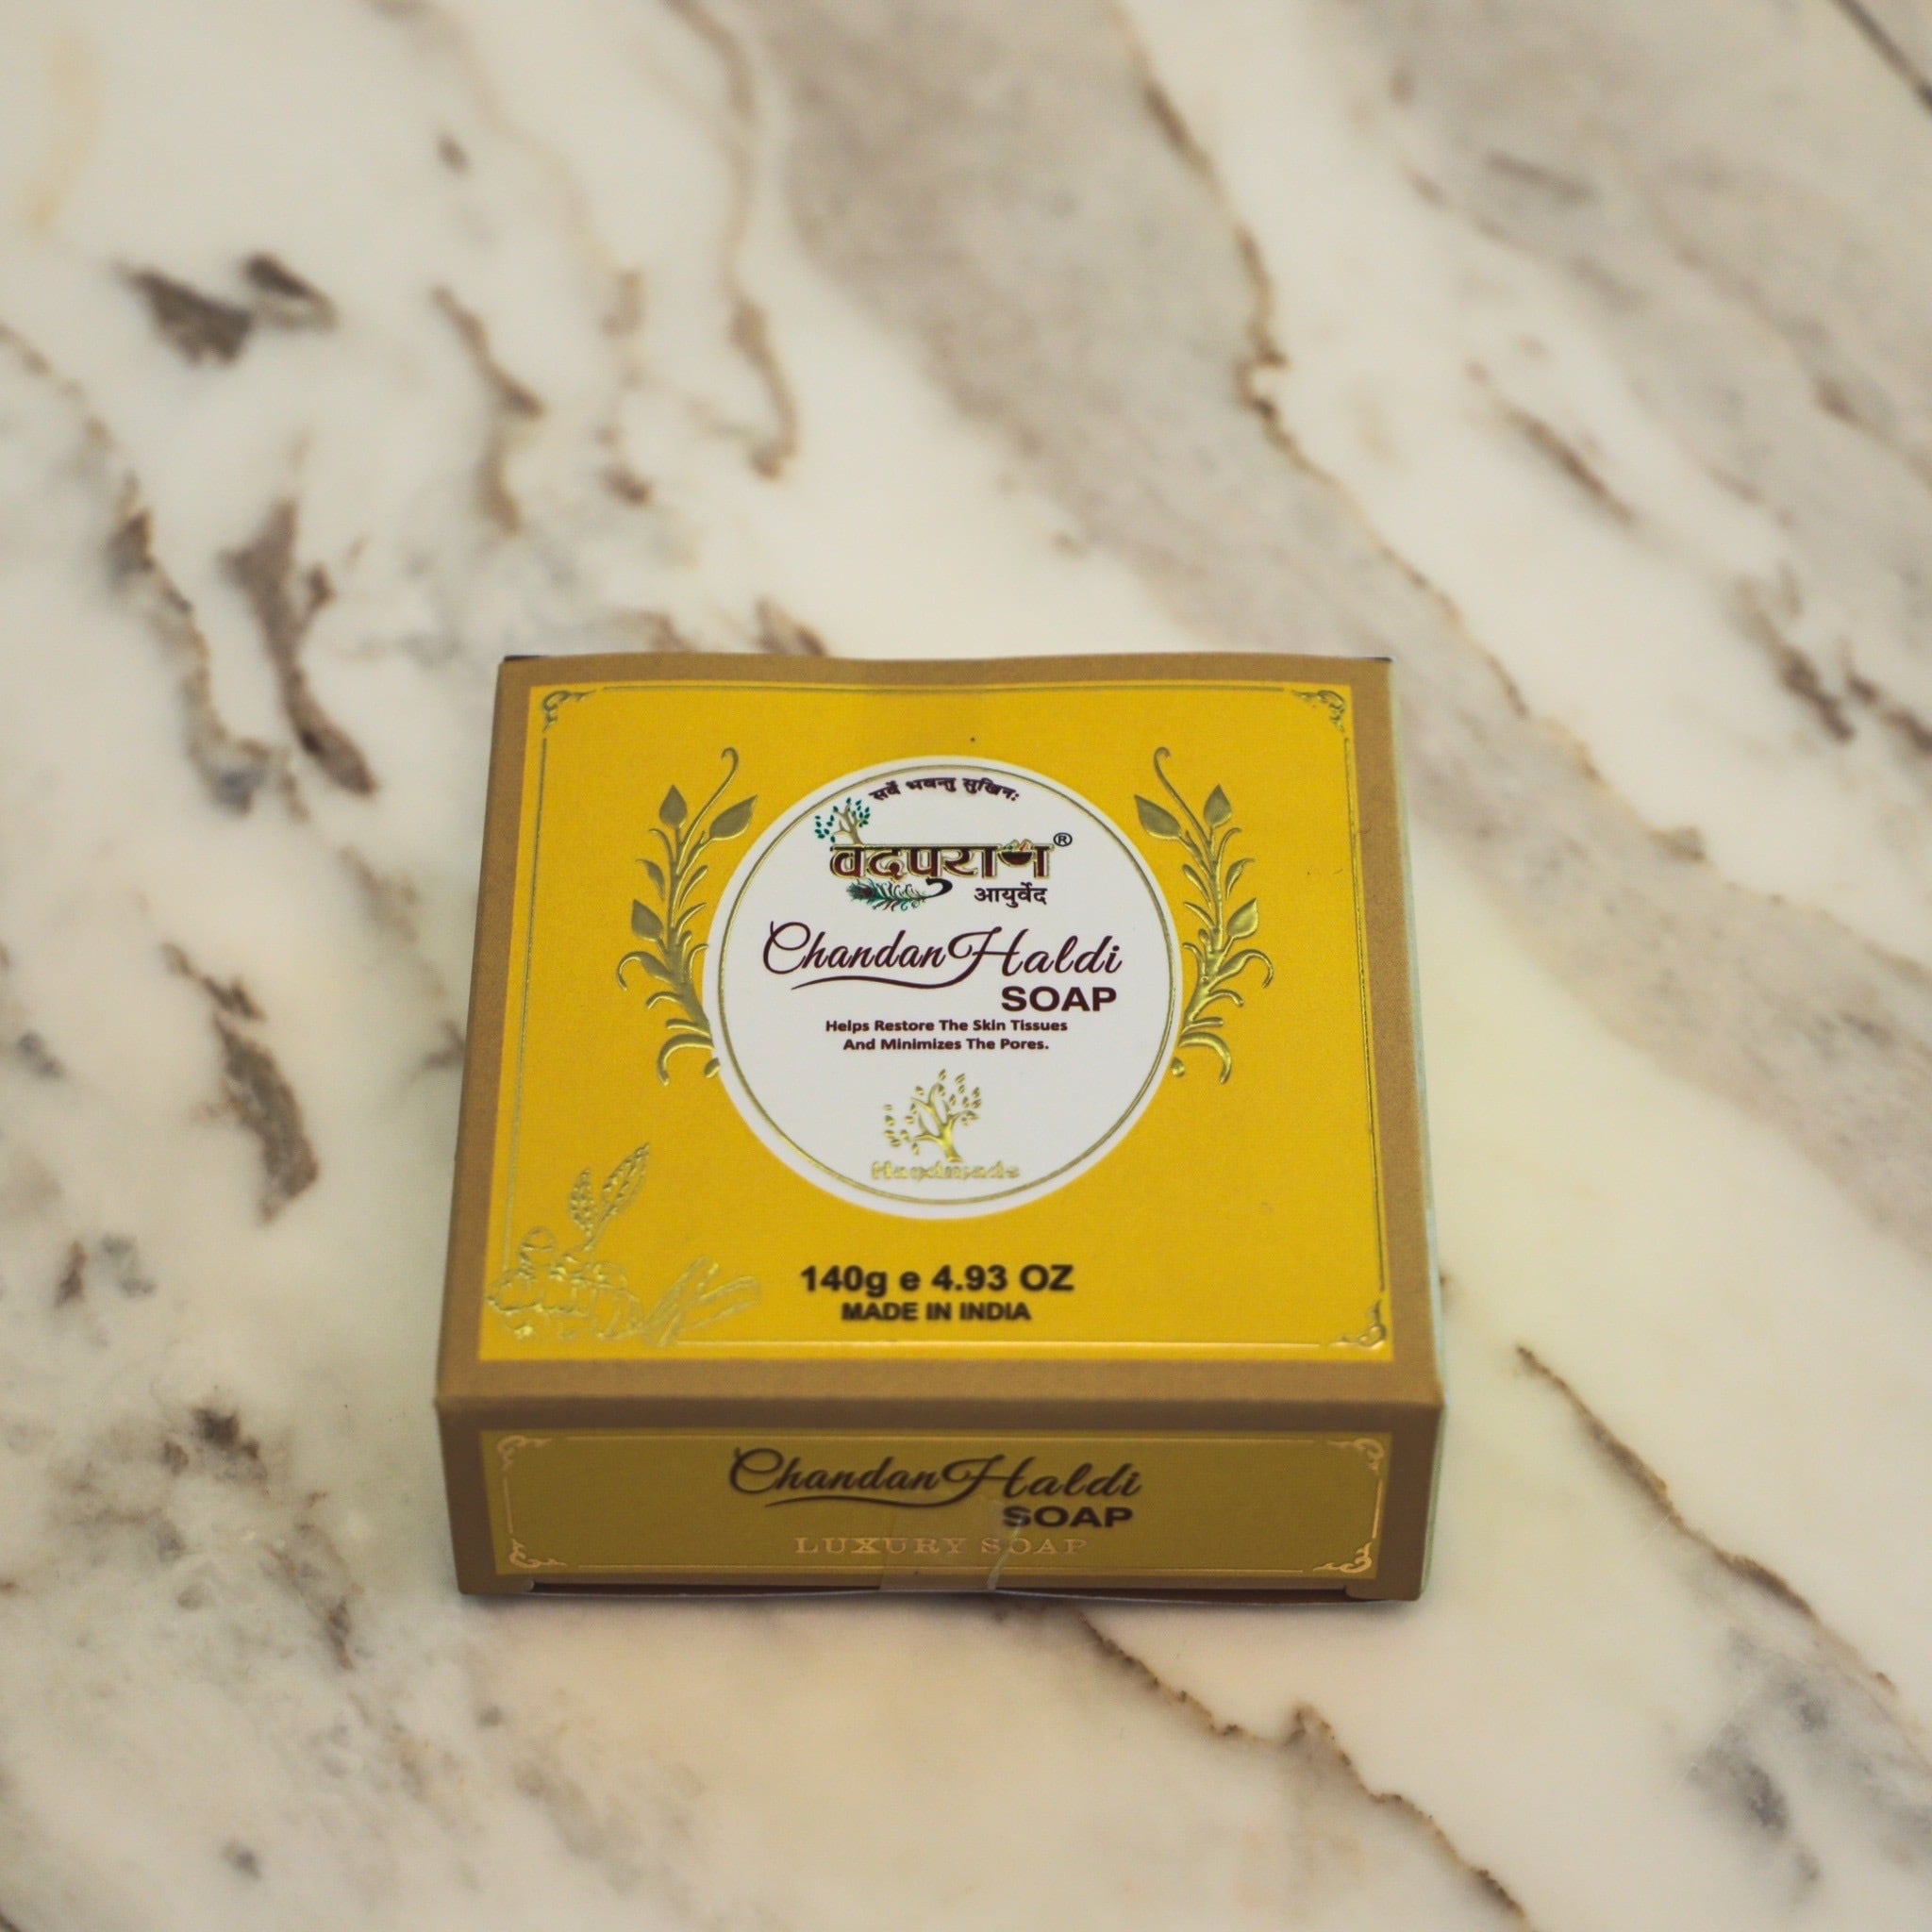 सर्वे भवन्तु सुखिनः
वेदपुराण®
आयुर्वेद
Chandan Haldi
SOAP
Helps Restore The Skin Tissues
And Minimizes The Pores.
Handmade
140g e 4.93 OZ
MADE IN INDIA
Chandan Haldi
SOAP
LUXURY SOAP